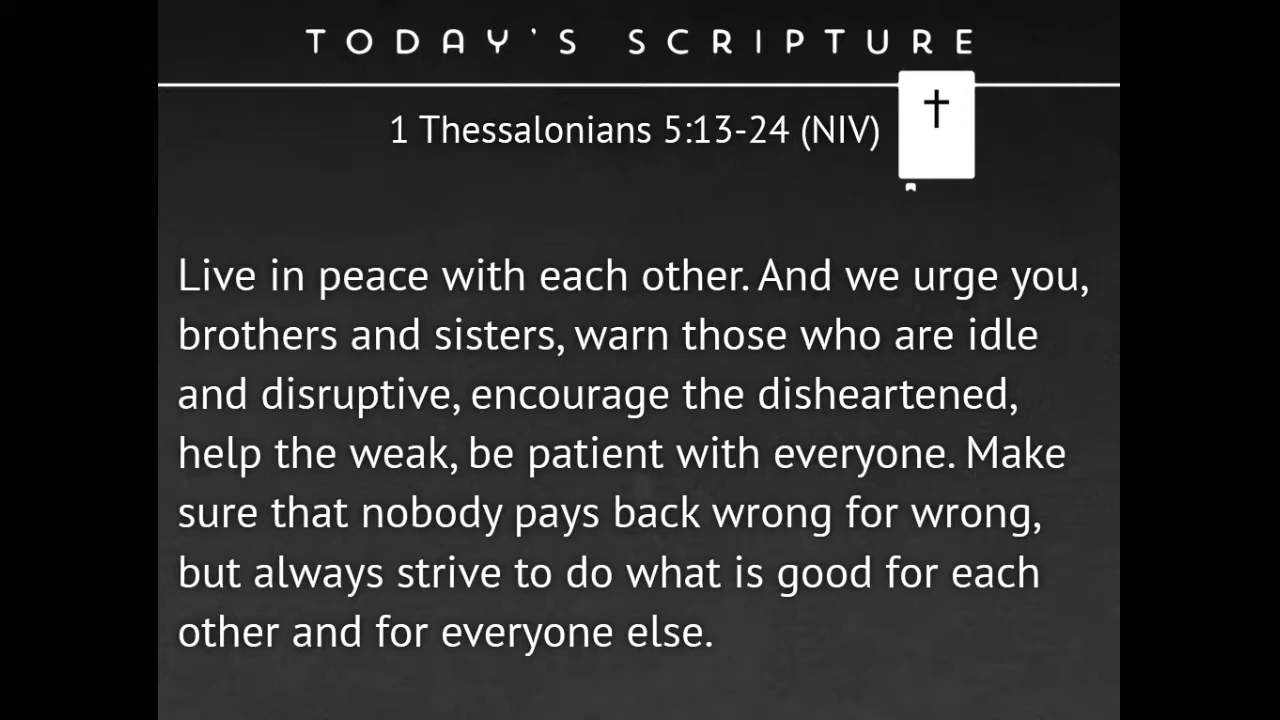 TODAY'S SCRIPTURE
1 Thessalonians 5:13-24 (NIV)
Live in peace with each other. And we urge you,
brothers and sisters, warn those who are idle
and disruptive, encourage the disheartened,
help the weak, be patient with everyone. Make
sure that nobody pays back wrong for wrong,
but always strive to do what is good for each
other and for everyone else.